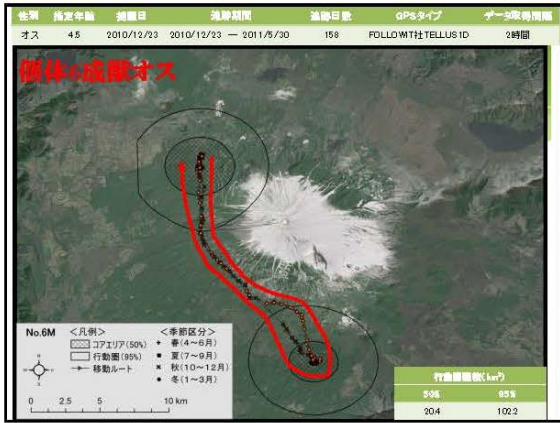 性別 指定年齢 捕獲日 追跡期間 追跡日数 GPSタイプ データ取得間隔
オス 4.5 2010/12/23 2010/12/23 ― 2011/5/30 158 FOLLOWIT社TELLUS1D 2時間
個体6成獣オス
No.6M <凡例> <季節区分>
コアエリア(50%) 春(4~6月)
行動圏(95%) 夏(7~9月)
移動ルート 秋(10~12月)
冬(1~3月)
0 2.5 5 10 km
行動圏面積(km²)
50% 95%
20.4 102.2